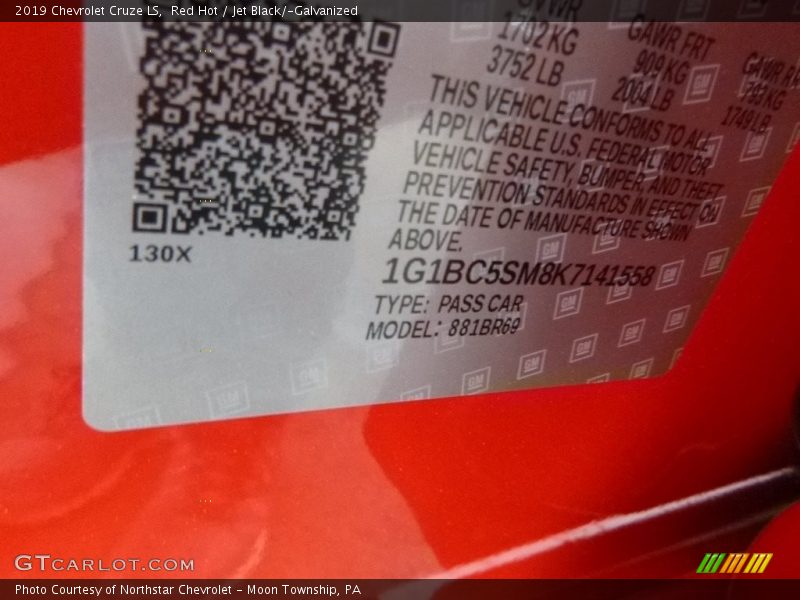 2019 Chevrolet Cruze LS, Red Hot / Jet Black/-Galvanized
GVWR
1702 KG
3752 LB
GAWR FRT
909 KG
2004 LB
GAWR RR
793 KG
1749 LB
THIS VEHICLE CONFORMS TO ALL
APPLICABLE U.S. FEDERAL MOTOR
VEHICLE SAFETY, BUMPER, AND THEFT
PREVENTION STANDARDS IN EFFECT ON
THE DATE OF MANUFACTURE SHOWN
ABOVE.
130X
1G1BC5SM8K7141558
TYPE: PASS CAR
MODEL: 881BR69
GTCARLOT.COM
Photo Courtesy of Northstar Chevrolet - Moon Township, PA